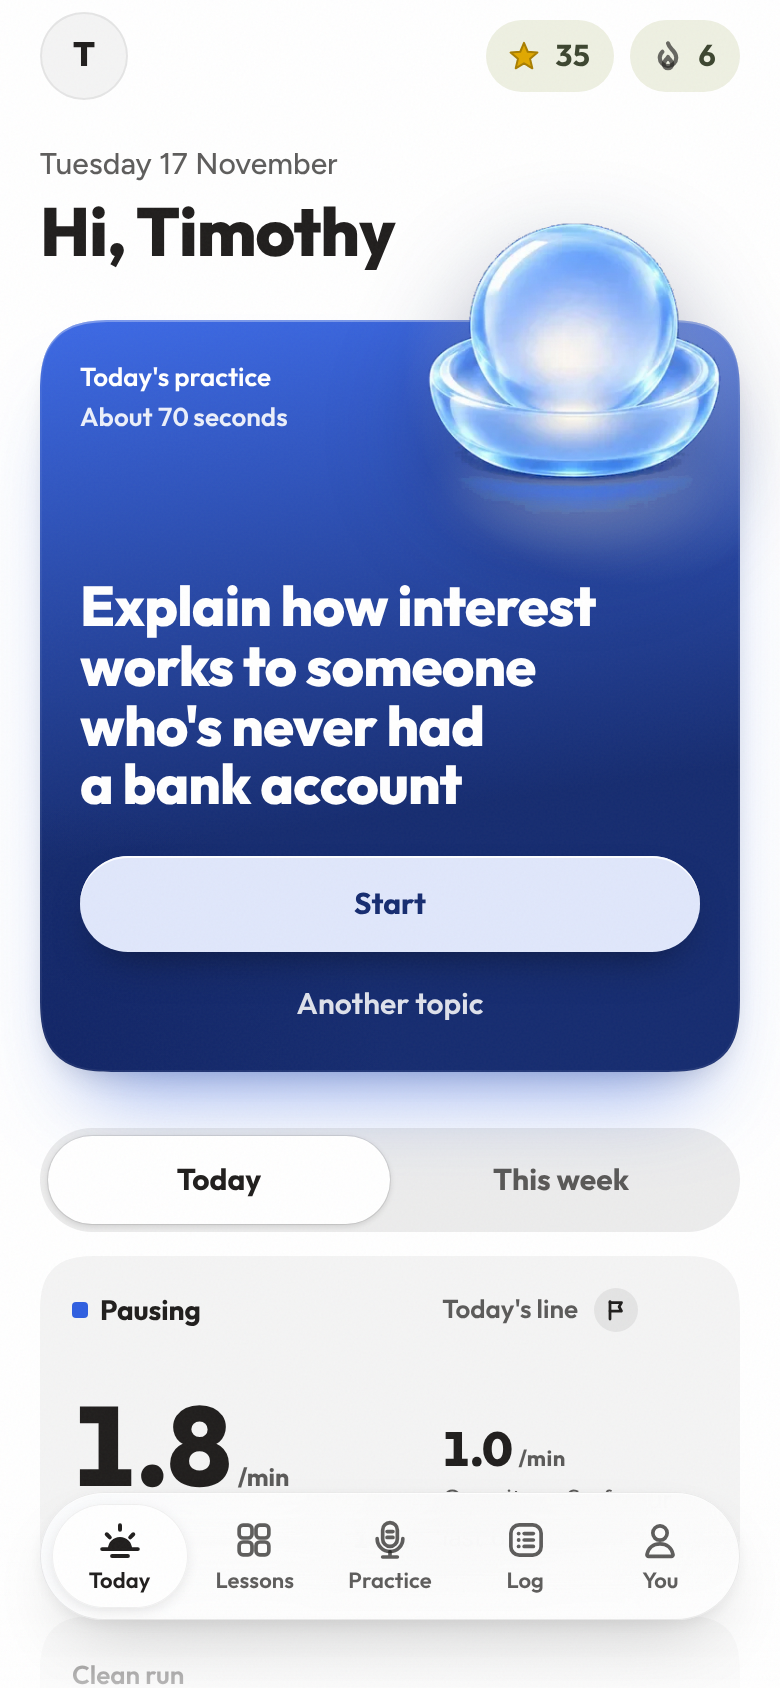 T
35
6
Tuesday 17 November
Hi, Timothy
Today's practice
About 70 seconds
Explain how interest
works to someone
who's never had
a bank account
Start
Another topic
Today
This week
Pausing
Today's line
1.8 /min
1.0 /min
Today
Lessons
Practice
Log
You
Clean run